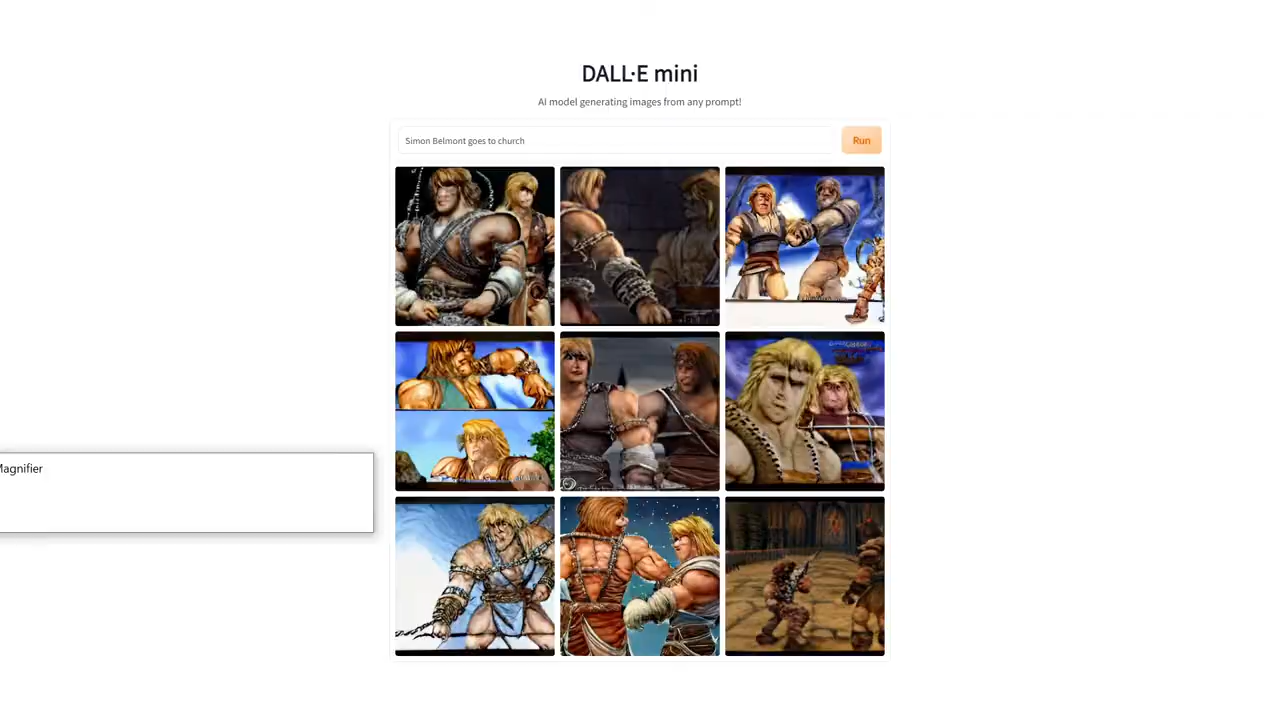 DALL·E mini
AI model generating images from any prompt!
Simon Belmont goes to church
Run
Magnifier